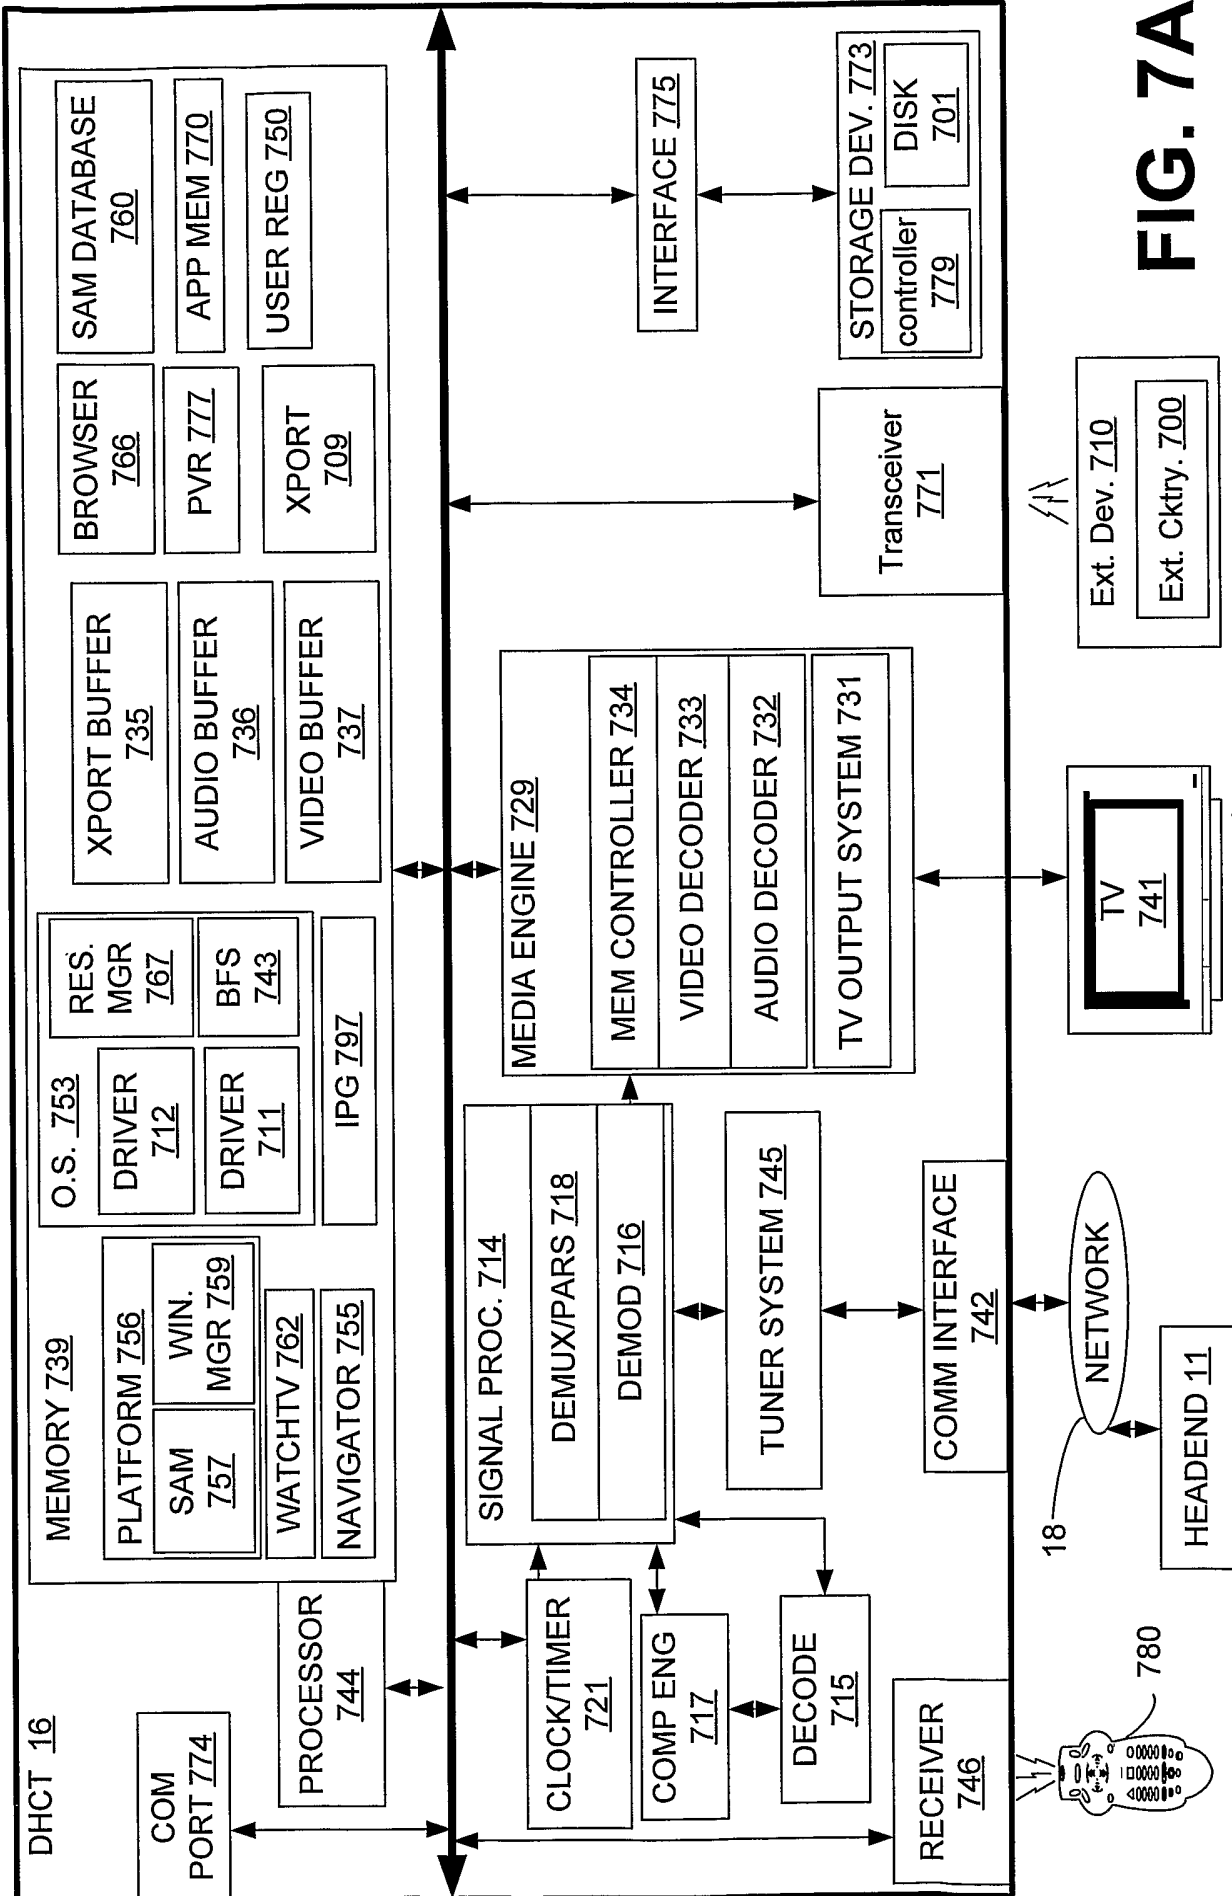 DHCT 16
COM
PORT 774
PROCESSOR
744
MEMORY 739
PLATFORM 756
SAM
757
WIN.
MGR 759
WATCHTV 762
NAVIGATOR 755
O.S. 753
DRIVER
712
DRIVER
711
RES.
MGR
767
BFS
743
IPG 797
XPORT BUFFER
735
AUDIO BUFFER
736
VIDEO BUFFER
737
BROWSER
766
PVR 777
XPORT
709
SAM DATABASE
760
APP MEM 770
USER REG 750
CLOCK/TIMER
721
COMP ENG
717
DECODE
715
RECEIVER
746
SIGNAL PROC. 714
DEMUX/PARS 718
DEMOD 716
TUNER SYSTEM 745
COMM INTERFACE
742
MEDIA ENGINE 729
MEM CONTROLLER 734
VIDEO DECODER 733
AUDIO DECODER 732
TV OUTPUT SYSTEM 731
Transceiver
771
INTERFACE 775
STORAGE DEV. 773
controller
779
DISK
701
780
18
NETWORK
HEADEND 11
TV
741
Ext. Dev. 710
Ext. Cktry. 700
FIG. 7A